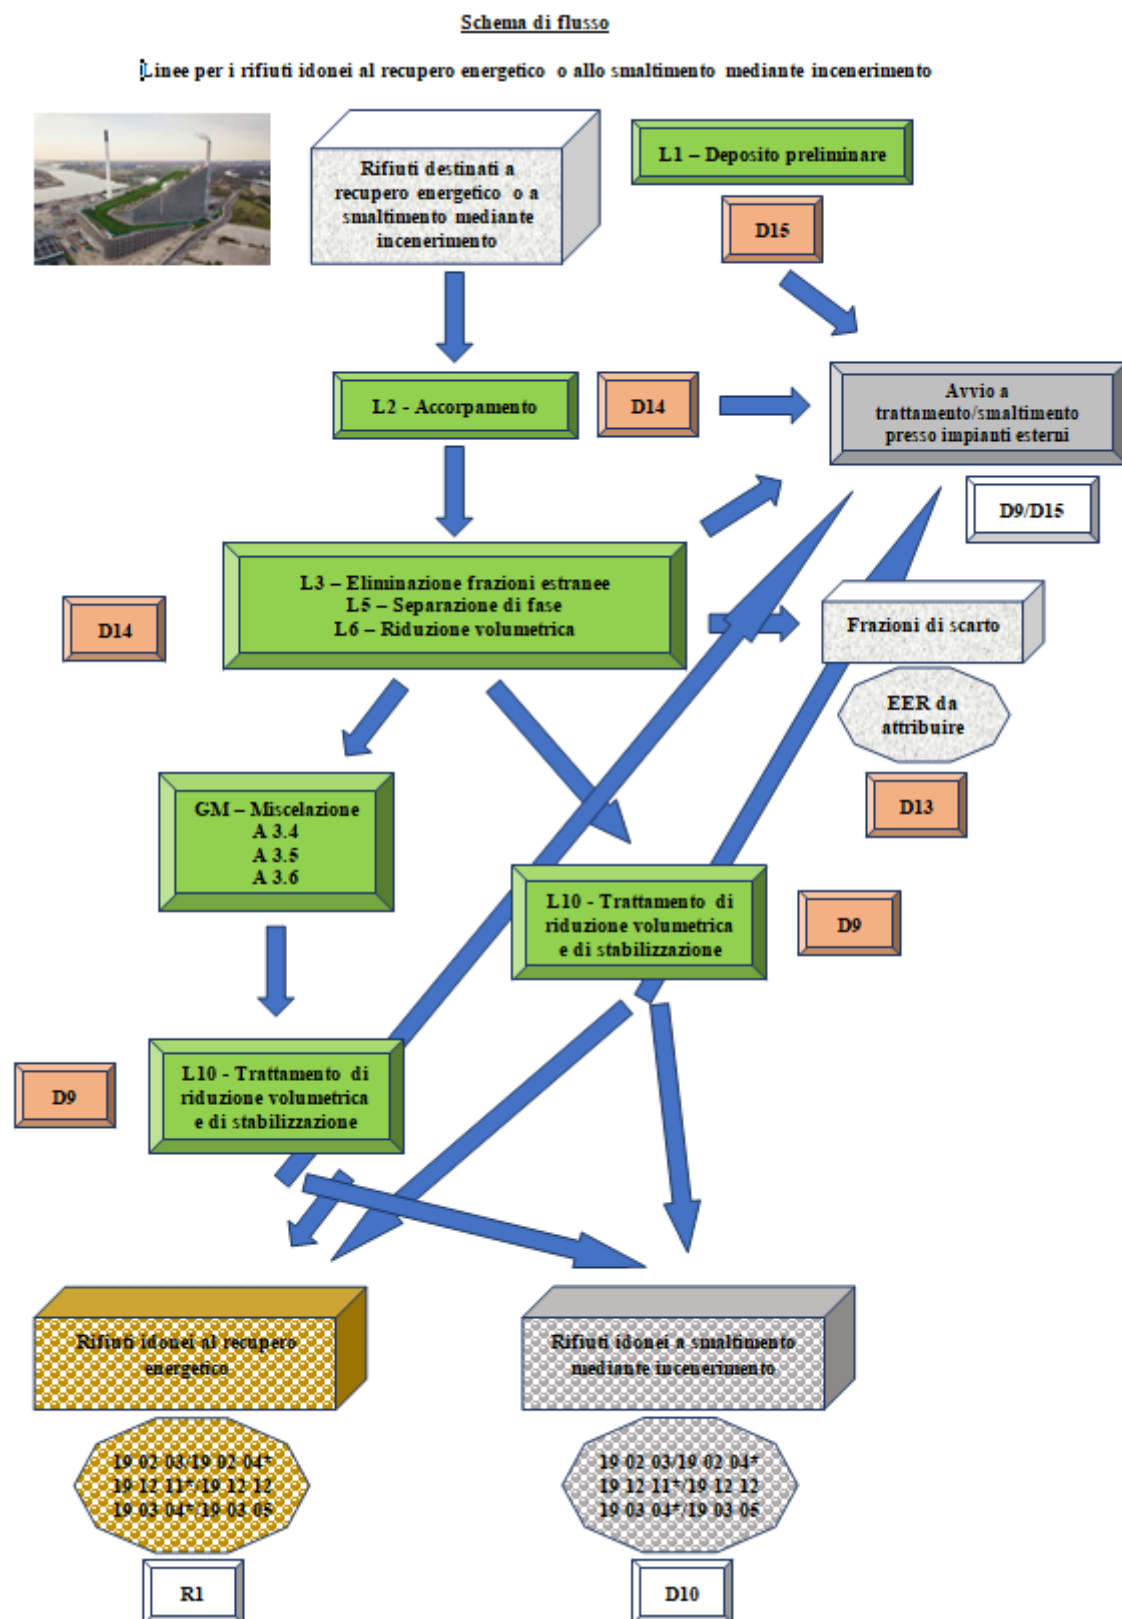 Schema di flusso
Linee per i rifiuti idonei al recupero energetico o allo smaltimento mediante incenerimento
Rifiuti destinati a
recupero energetico o a
smaltimento mediante
incenerimento
L1 – Deposito preliminare
D15
L2 - Accorpamento
D14
Avvio a
trattamento/smaltimento
presso impianti esterni
D9/D15
L3 – Eliminazione frazioni estranee
L5 – Separazione di fase
L6 – Riduzione volumetrica
D14
Frazioni di scarto
EER da
attribuire
D13
GM – Miscelazione
A 3.4
A 3.5
A 3.6
L10 - Trattamento di
riduzione volumetrica
e di stabilizzazione
D9
L10 - Trattamento di
riduzione volumetrica
e di stabilizzazione
D9
Rifiuti idonei al recupero
energetico
Rifiuti idonei a smaltimento
mediante incenerimento
19 02 03/19 02 04*
19 12 11*/19 12 12
19 03 04*/19 03 05
19 02 03/19 02 04*
19 12 11*/19 12 12
19 03 04*/19 03 05
R1
D10